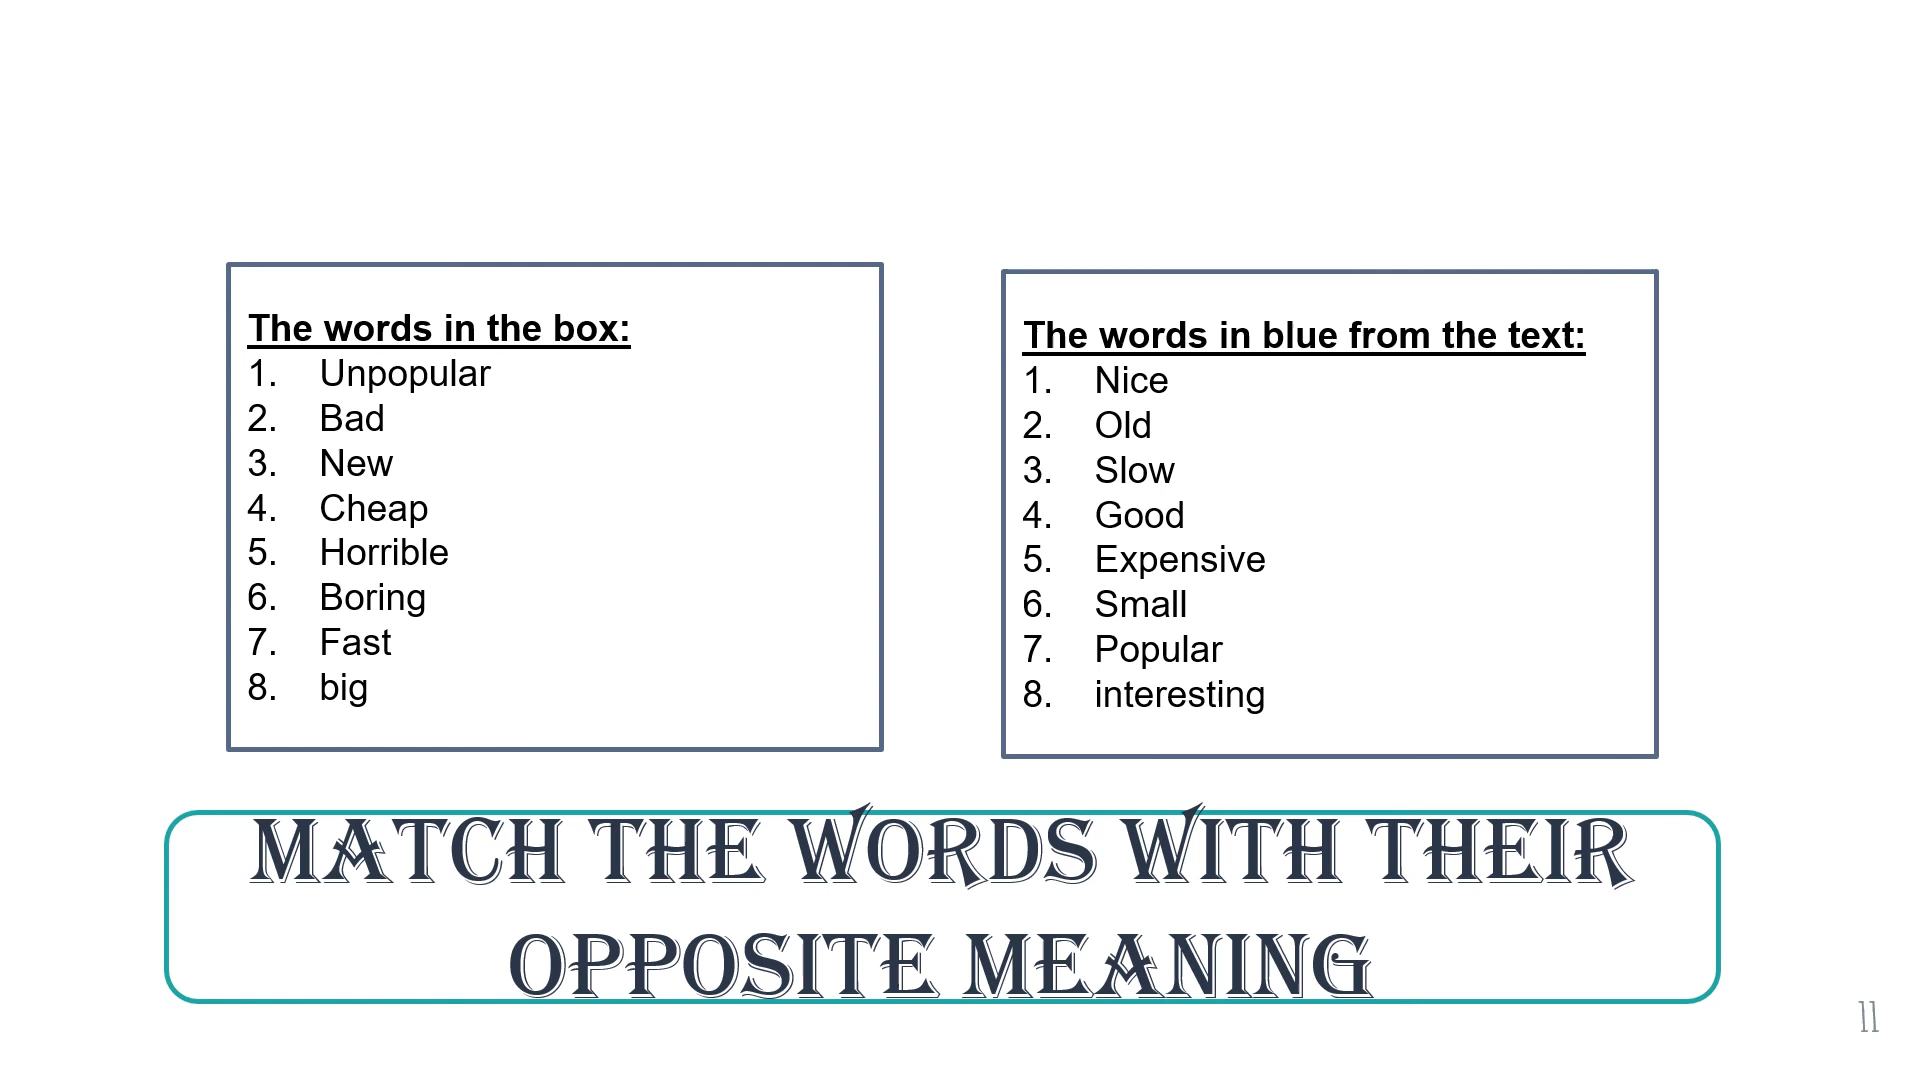 The words in the box:
1. Unpopular
2. Bad
3. New
4. Cheap
5. Horrible
6. Boring
7. Fast
8. big
The words in blue from the text:
1. Nice
2. Old
3. Slow
4. Good
5. Expensive
6. Small
7. Popular
8. interesting
MATCH THE WORDS WITH THEIR
OPPOSITE MEANING
11